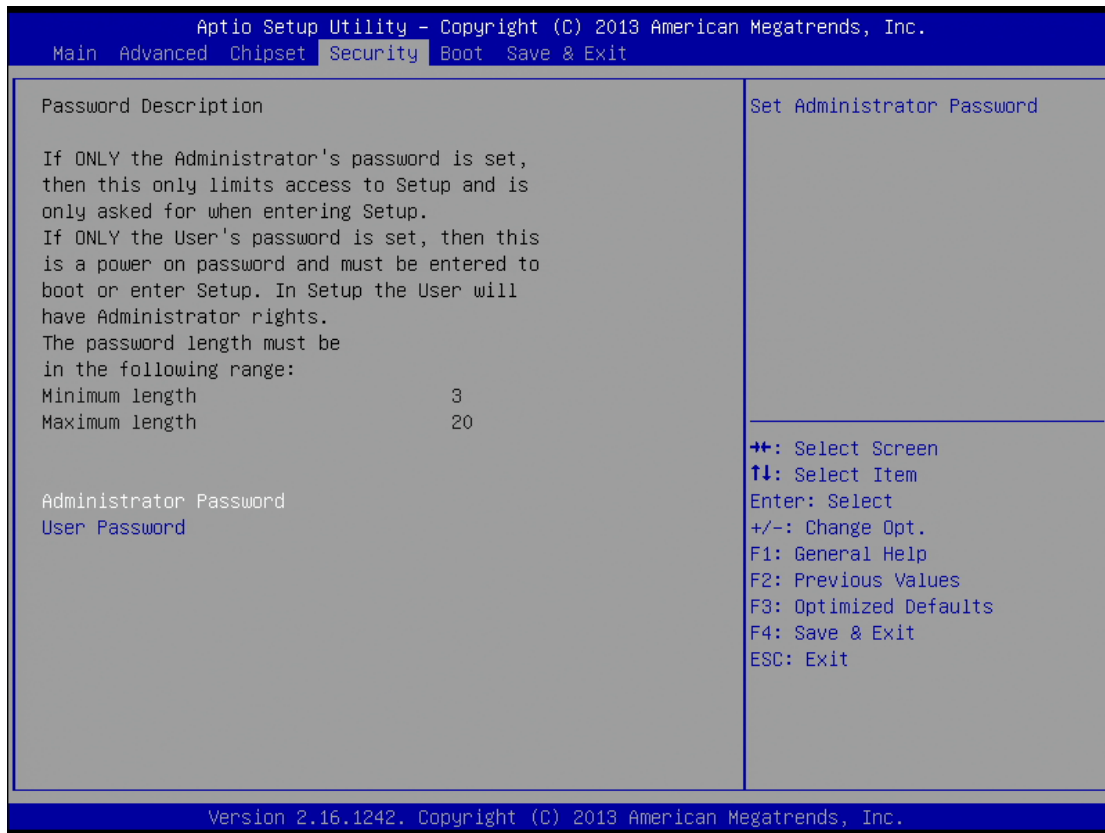 Aptio Setup Utility – Copyright (C) 2013 American Megatrends, Inc.
Main Advanced Chipset Security Boot Save & Exit
Password Description
If ONLY the Administrator's password is set,
then this only limits access to Setup and is
only asked for when entering Setup.
If ONLY the User's password is set, then this
is a power on password and must be entered to
boot or enter Setup. In Setup the User will
have Administrator rights.
The password length must be
in the following range:
Minimum length 3
Maximum length 20
Administrator Password
User Password
Set Administrator Password
→←: Select Screen
↑↓: Select Item
Enter: Select
+/-: Change Opt.
F1: General Help
F2: Previous Values
F3: Optimized Defaults
F4: Save & Exit
ESC: Exit
Version 2.16.1242. Copyright (C) 2013 American Megatrends, Inc.